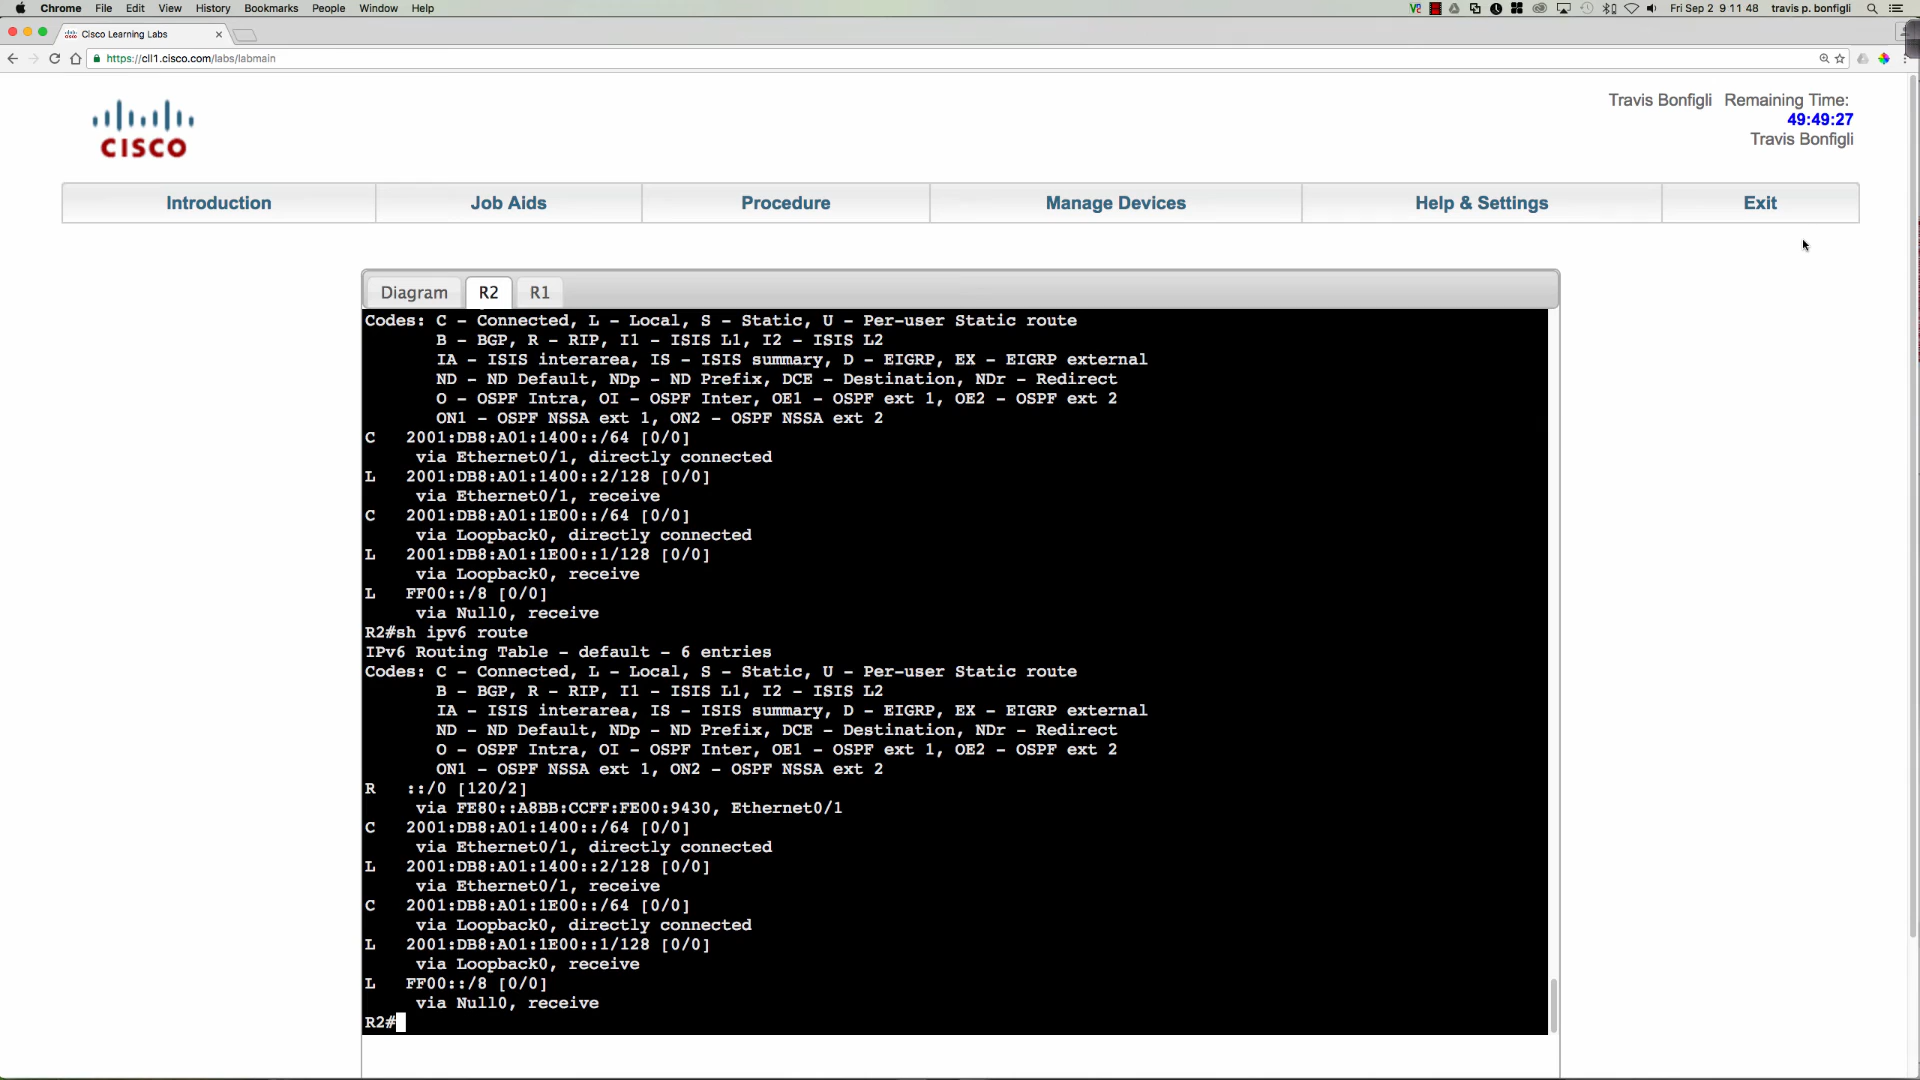 Chrome File Edit View History Bookmarks People Window Help
Fri Sep 2 9 11 48 travis p. bonfigli
Cisco Learning Labs
https://cll1.cisco.com/labs/labmain
CISCO
Travis Bonfigli Remaining Time:
49:49:27
Travis Bonfigli
Introduction Job Aids Procedure Manage Devices Help & Settings Exit
Diagram R2 R1
Codes: C - Connected, L - Local, S - Static, U - Per-user Static route
B - BGP, R - RIP, I1 - ISIS L1, I2 - ISIS L2
IA - ISIS interarea, IS - ISIS summary, D - EIGRP, EX - EIGRP external
ND - ND Default, NDp - ND Prefix, DCE - Destination, NDr - Redirect
O - OSPF Intra, OI - OSPF Inter, OE1 - OSPF ext 1, OE2 - OSPF ext 2
ON1 - OSPF NSSA ext 1, ON2 - OSPF NSSA ext 2
C 2001:DB8:A01:1400::/64 [0/0]
via Ethernet0/1, directly connected
L 2001:DB8:A01:1400::2/128 [0/0]
via Ethernet0/1, receive
C 2001:DB8:A01:1E00::/64 [0/0]
via Loopback0, directly connected
L 2001:DB8:A01:1E00::1/128 [0/0]
via Loopback0, receive
L FF00::/8 [0/0]
via Null0, receive
R2#sh ipv6 route
IPv6 Routing Table - default - 6 entries
Codes: C - Connected, L - Local, S - Static, U - Per-user Static route
B - BGP, R - RIP, I1 - ISIS L1, I2 - ISIS L2
IA - ISIS interarea, IS - ISIS summary, D - EIGRP, EX - EIGRP external
ND - ND Default, NDp - ND Prefix, DCE - Destination, NDr - Redirect
O - OSPF Intra, OI - OSPF Inter, OE1 - OSPF ext 1, OE2 - OSPF ext 2
ON1 - OSPF NSSA ext 1, ON2 - OSPF NSSA ext 2
R ::/0 [120/2]
via FE80::A8BB:CCFF:FE00:9430, Ethernet0/1
C 2001:DB8:A01:1400::/64 [0/0]
via Ethernet0/1, directly connected
L 2001:DB8:A01:1400::2/128 [0/0]
via Ethernet0/1, receive
C 2001:DB8:A01:1E00::/64 [0/0]
via Loopback0, directly connected
L 2001:DB8:A01:1E00::1/128 [0/0]
via Loopback0, receive
L FF00::/8 [0/0]
via Null0, receive
R2#